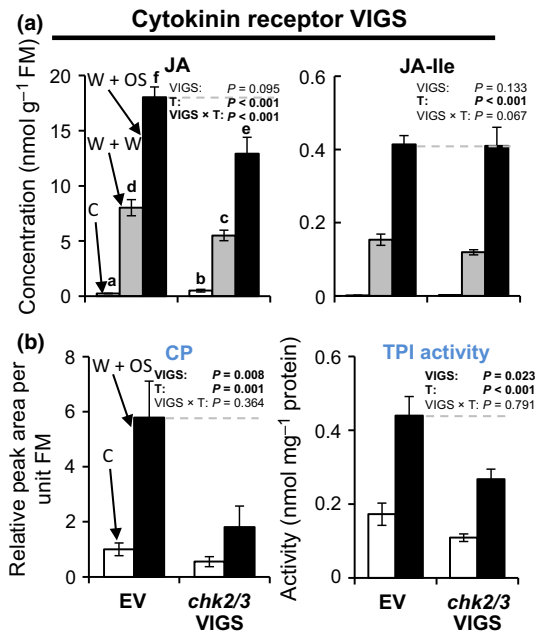 Cytokinin receptor VIGS
(a)
JA
VIGS: P = 0.095
T: P < 0.001
VIGS × T: P < 0.001
W + OS
W + W
C
a
d
f
b
c
e
20
15
10
5
0
Concentration (nmol g−1 FM)
JA-Ile
VIGS: P = 0.133
T: P < 0.001
VIGS × T: P = 0.067
0.6
0.4
0.2
0
(b)
CP
VIGS: P = 0.008
T: P = 0.001
VIGS × T: P = 0.364
W + OS
C
8
6
4
2
0
Relative peak area per
unit FM
EV
chk2/3
VIGS
TPI activity
VIGS: P = 0.023
T: P < 0.001
VIGS × T: P = 0.791
0.6
0.4
0.2
0
Activity (nmol mg−1 protein)
EV
chk2/3
VIGS